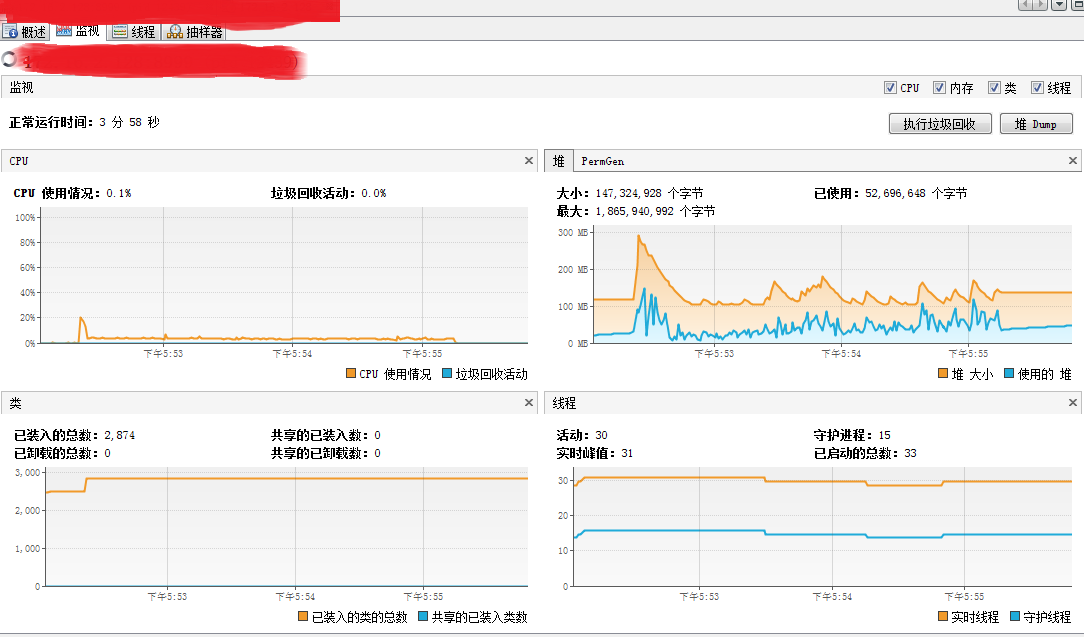 概述 监视 线程 抽样器
监视
CPU 内存 类 线程
正常运行时间: 3 分 58 秒
执行垃圾回收 堆 Dump
CPU
CPU 使用情况: 0.1% 垃圾回收活动: 0.0%
100%
80%
60%
40%
20%
0%
下午5:53 下午5:54 下午5:55
CPU 使用情况 垃圾回收活动
堆 PermGen
大小: 147,324,928 个字节 已使用: 52,696,648 个字节
最大: 1,865,940,992 个字节
300 MB
200 MB
100 MB
0 MB
下午5:53 下午5:54 下午5:55
堆 大小 使用的 堆
类
已装入的总数: 2,874 共享的已装入数: 0
已卸载的总数: 0 共享的已卸载数: 0
3,000
2,000
1,000
0
下午5:53 下午5:54 下午5:55
已装入的类的总数 共享的已装入类数
线程
活动: 30 守护进程: 15
实时峰值: 31 已启动的总数: 33
30
20
10
0
下午5:53 下午5:54 下午5:55
实时线程 守护线程